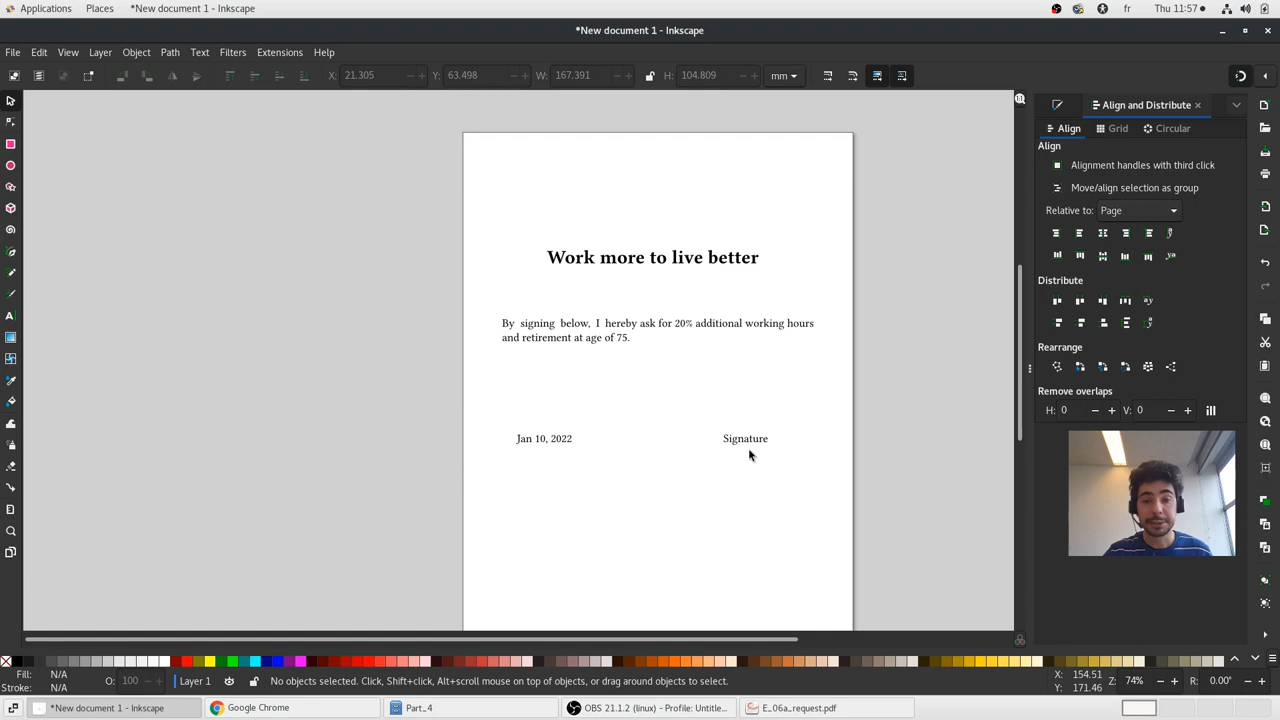 Applications Places *New document 1 - Inkscape fr Thu 11:57
*New document 1 - Inkscape
File Edit View Layer Object Path Text Filters Extensions Help
X: 21.305 Y: 63.498 W: 167.391 H: 104.809 mm
Align and Distribute
Align Grid Circular
Align
Alignment handles with third click
Move/align selection as group
Relative to: Page
Distribute
Rearrange
Remove overlaps
H: 0 V: 0
Work more to live better
By signing below, I hereby ask for 20% additional working hours
and retirement at age of 75.
Jan 10, 2022 Signature
Fill: N/A
Stroke: N/A
O: 100 Layer 1 No objects selected. Click, Shift+click, Alt+scroll mouse on top of objects, or drag around objects to select.
X: 154.51
Y: 171.46
Z: 74% R: 0.00°
*New document 1 - Inkscape Google Chrome Part_4 OBS 21.1.2 (linux) - Profile: Untitle... E_06a_request.pdf